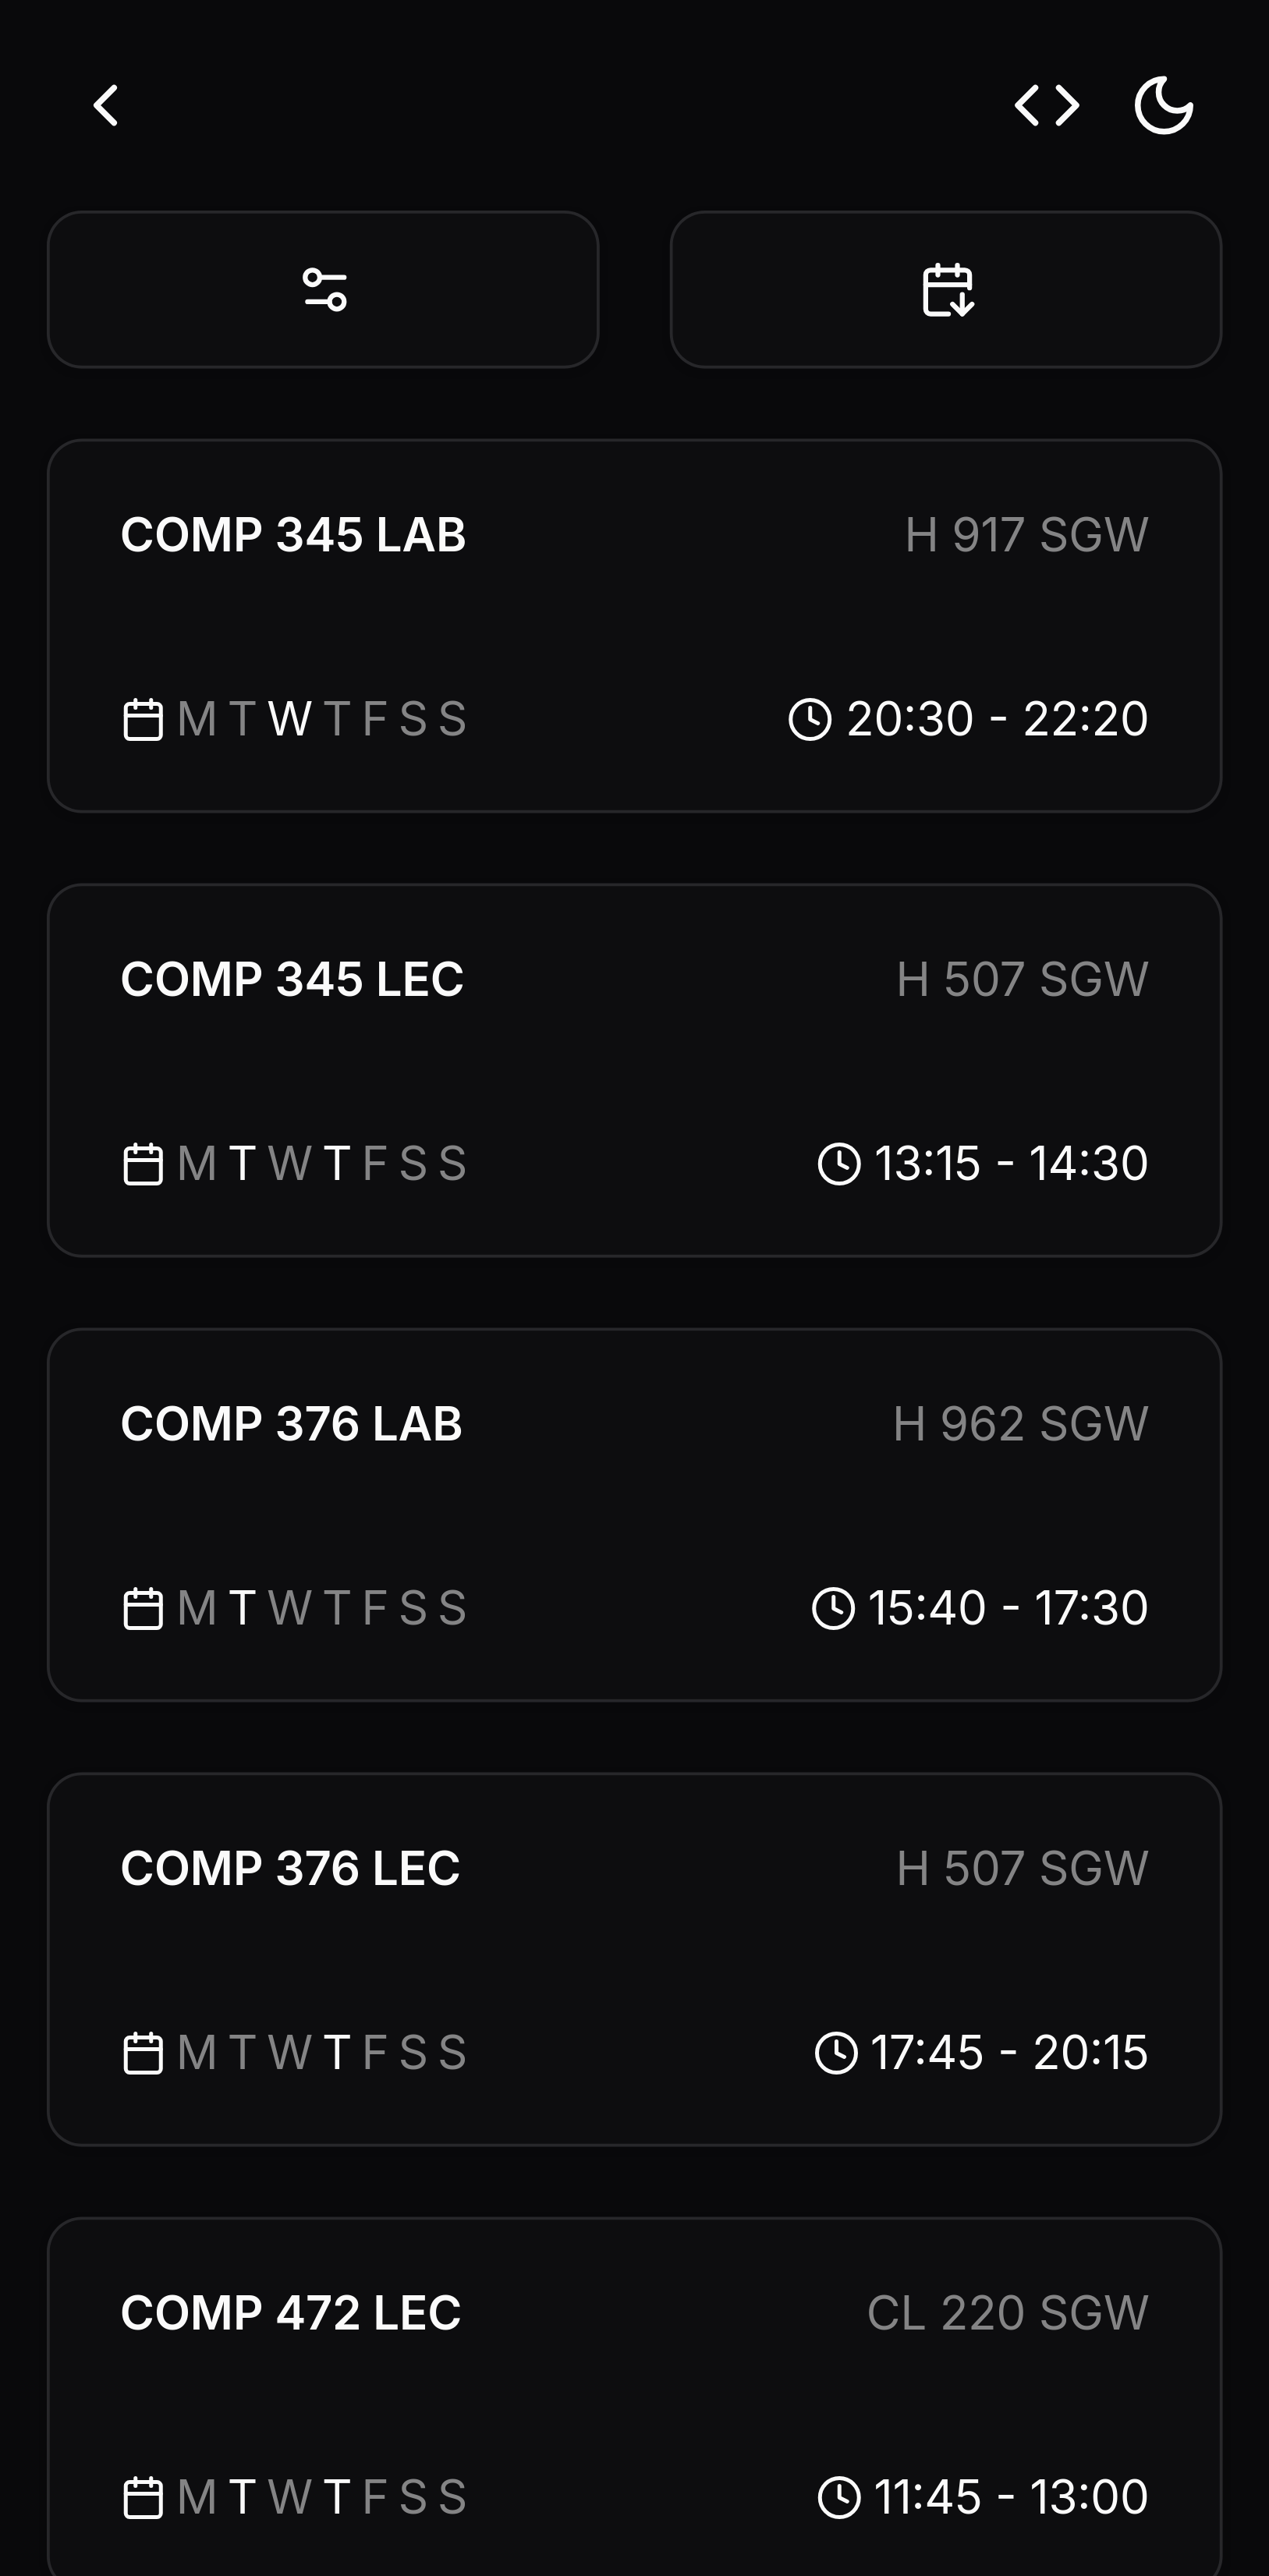 COMP 345 LAB H 917 SGW
M T W T F S S 20:30 - 22:20
COMP 345 LEC H 507 SGW
M T W T F S S 13:15 - 14:30
COMP 376 LAB H 962 SGW
M T W T F S S 15:40 - 17:30
COMP 376 LEC H 507 SGW
M T W T F S S 17:45 - 20:15
COMP 472 LEC CL 220 SGW
M T W T F S S 11:45 - 13:00